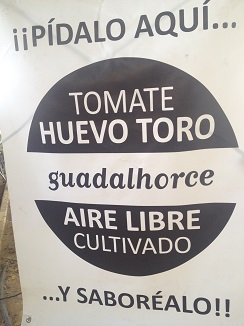 ¡¡PÍDALO AQUÍ...
TOMATE
HUEVO TORO
guadalhorce
AIRE LIBRE
CULTIVADO
...Y SABORÉALO!!